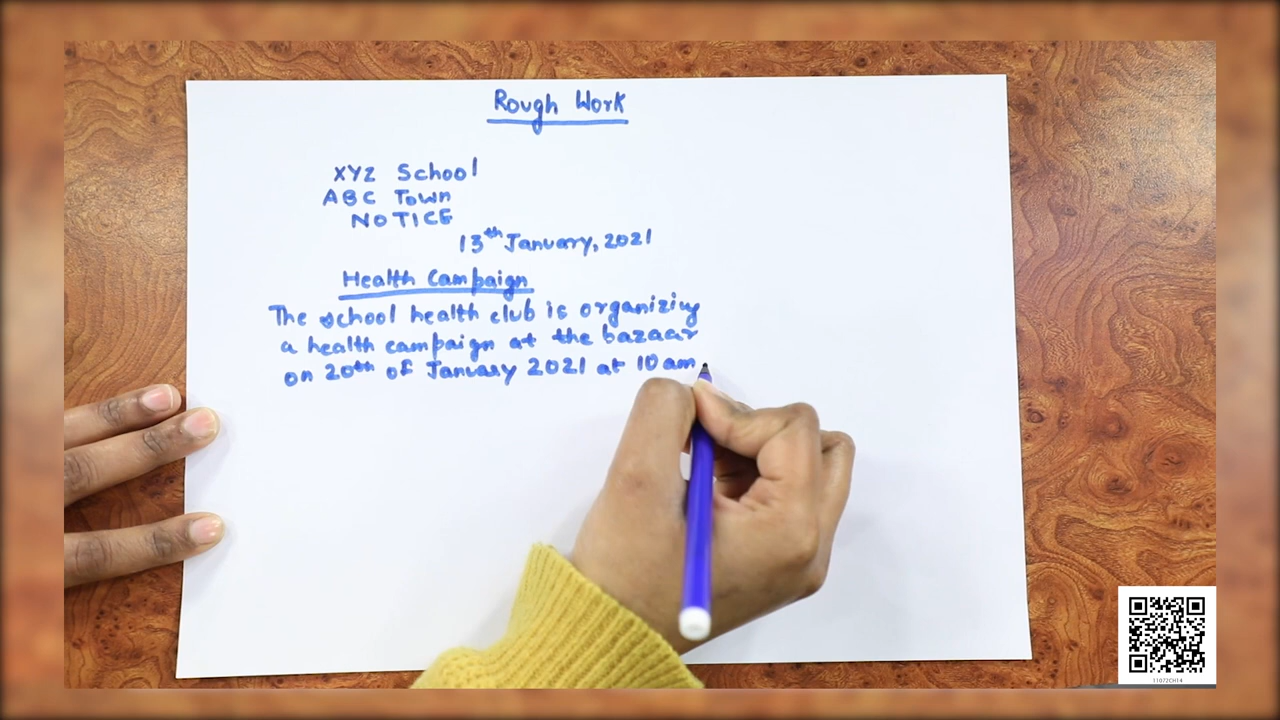 Rough Work
XYZ School
ABC Town
NOTICE
13th January, 2021
Health Campaign
The school health club is organizing
a health campaign at the bazaar
on 20th of January 2021 at 10 am
11072CH14